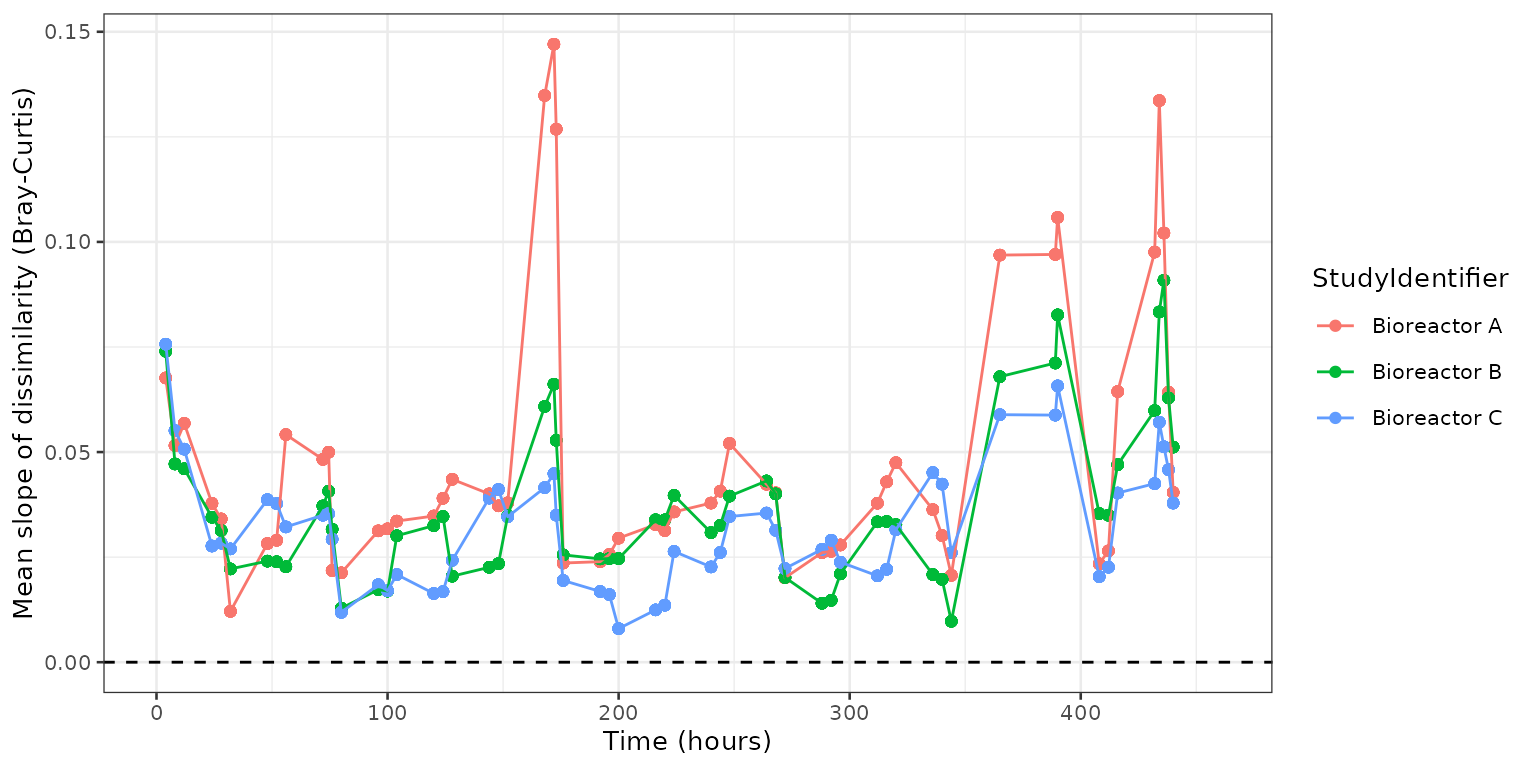 Mean slope of dissimilarity (Bray-Curtis)
0.15
0.10
0.05
0.00
0 100 200 300 400
Time (hours)
StudyIdentifier
Bioreactor A
Bioreactor B
Bioreactor C